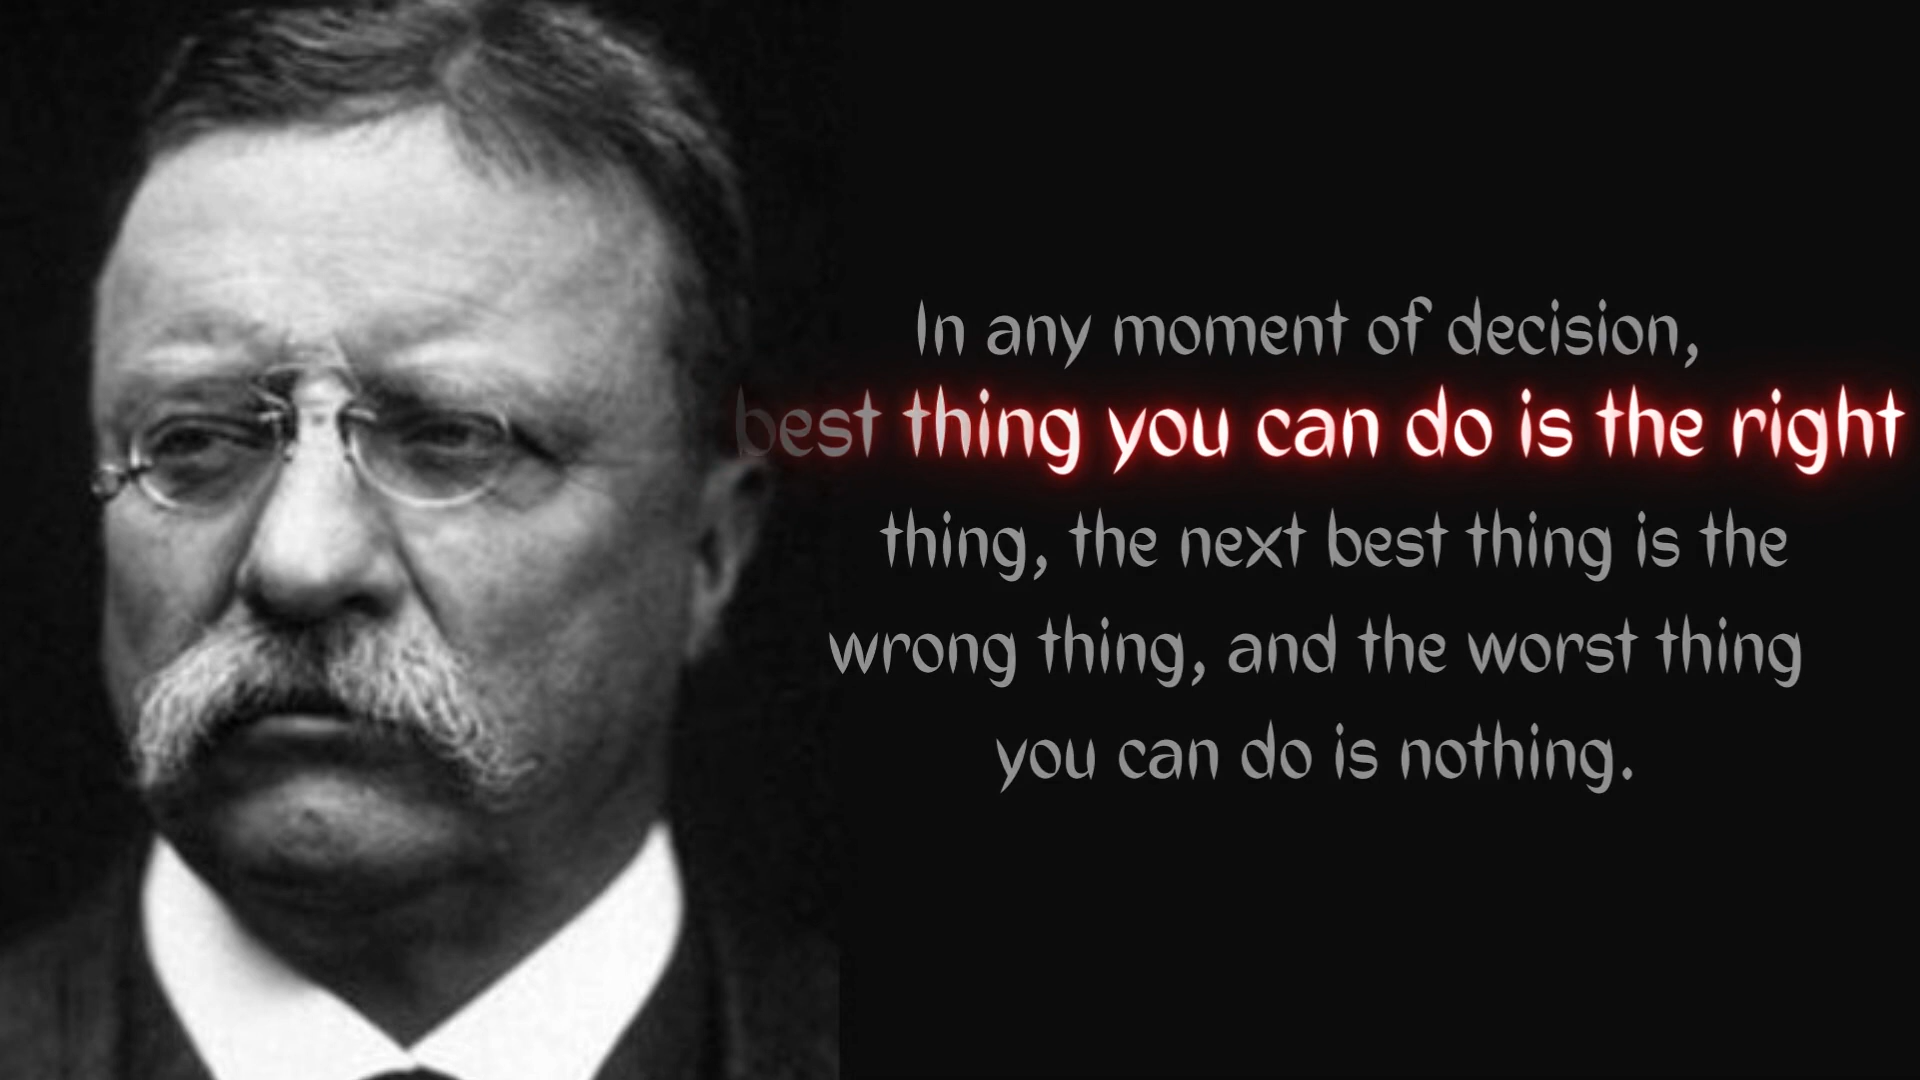 In any moment of decision,
best thing you can do is the right
thing, the next best thing is the
wrong thing, and the worst thing
you can do is nothing.